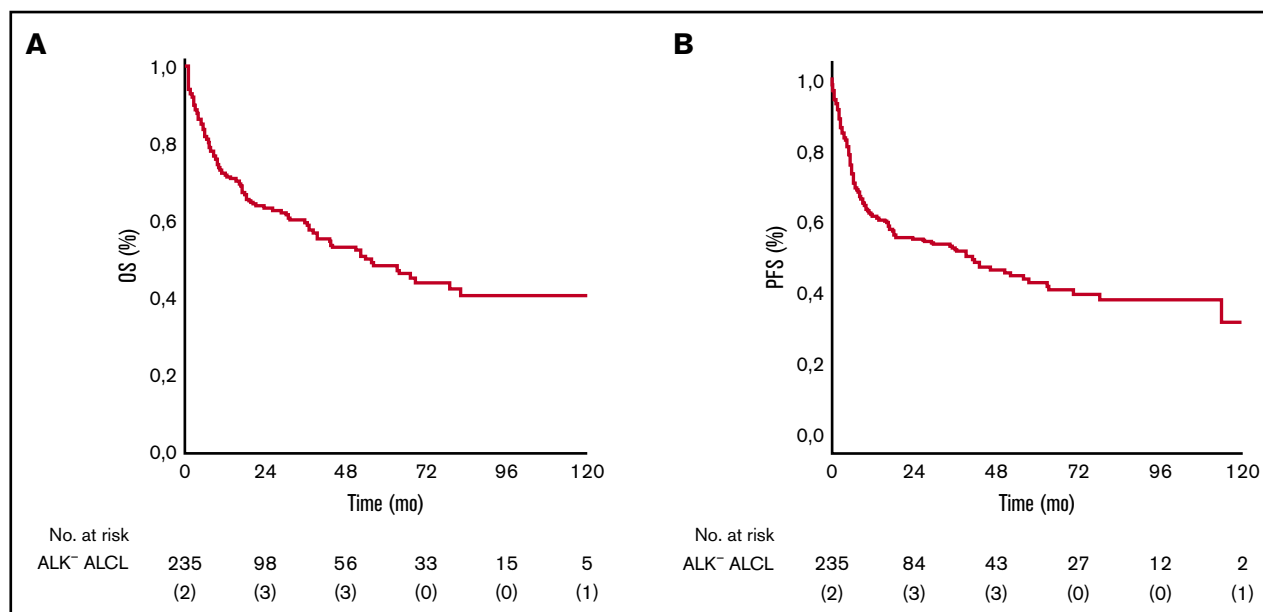 A
OS (%)
1,0
0,8
0,6
0,4
0,2
0,0
0 24 48 72 96 120
Time (mo)
No. at risk
ALK⁻ ALCL 235 98 56 33 15 5
(2) (3) (3) (0) (0) (1)
B
PFS (%)
1,0
0,8
0,6
0,4
0,2
0,0
0 24 48 72 96 120
Time (mo)
No. at risk
ALK⁻ ALCL 235 84 43 27 12 2
(2) (3) (3) (0) (0) (1)